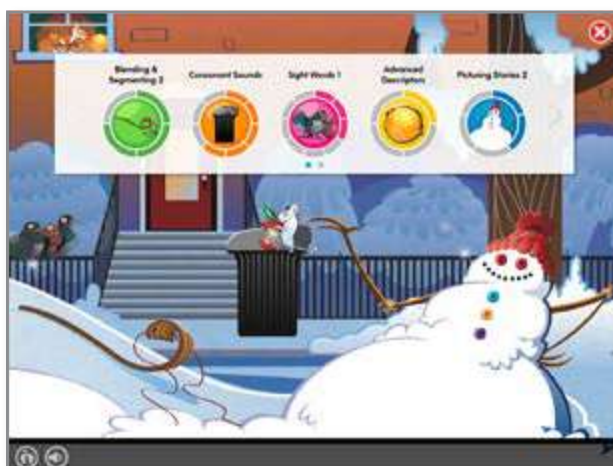 Blending &
Segmenting 2
Consonant Sounds
Sight Words 1
Advanced
Descriptors
Picturing Stories 2